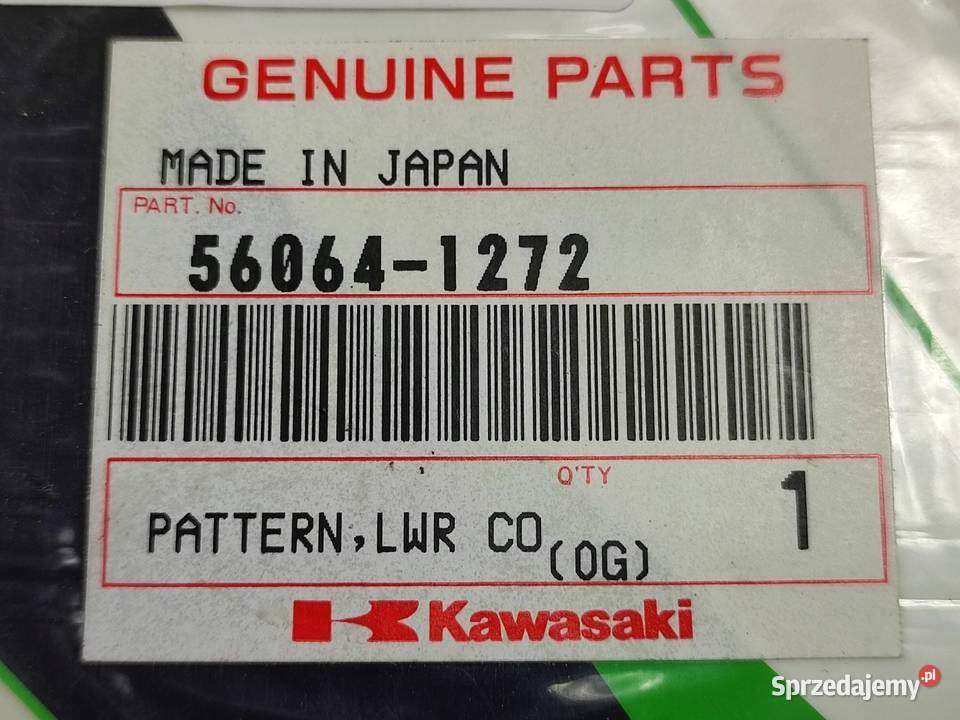 GENUINE PARTS
MADE IN JAPAN
PART. No.
56064-1272
Q'TY
1
PATTERN,LWR CO
(OG)
Kawasaki
Sprzedajemy.pl